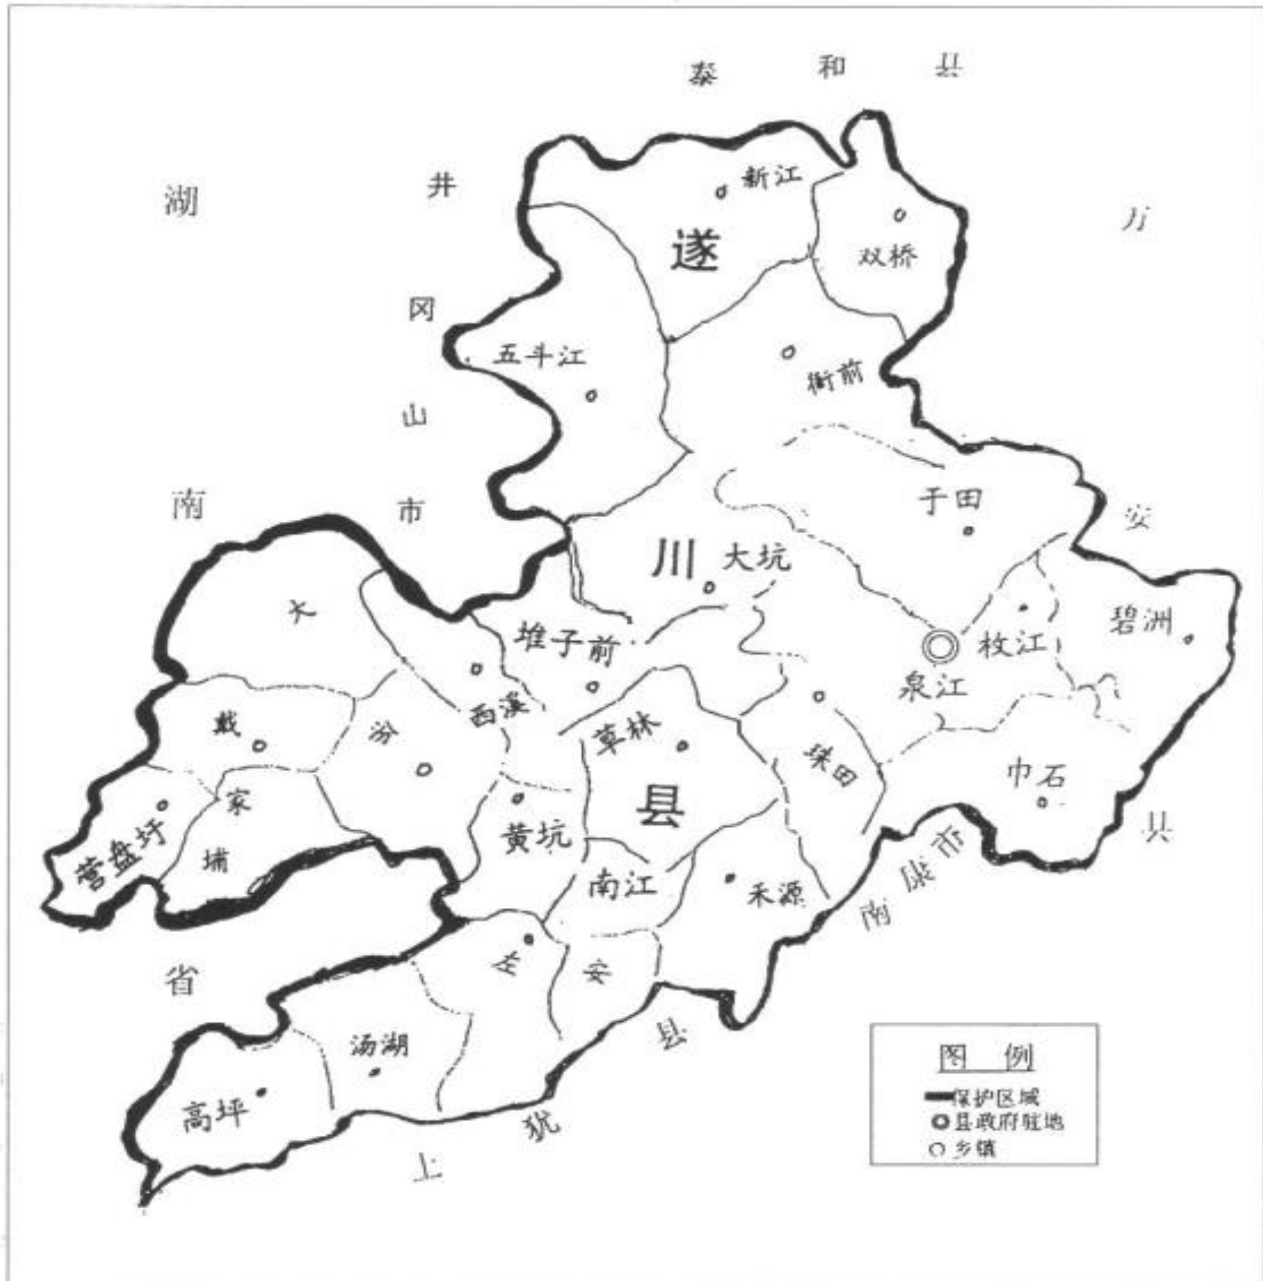 泰和县
井冈山市
湖南省
万安县
南康市
上犹县
遂川县
新江
双桥
五斗江
衙前
于田
大坑
碧洲
枚江
泉江
堆子前
西溪
大汾
戴家埔
营盘圩
草林
珠田
巾石
黄坑
南江
禾源
左安
汤湖
高坪
图 例
保护区域
县政府驻地
乡镇